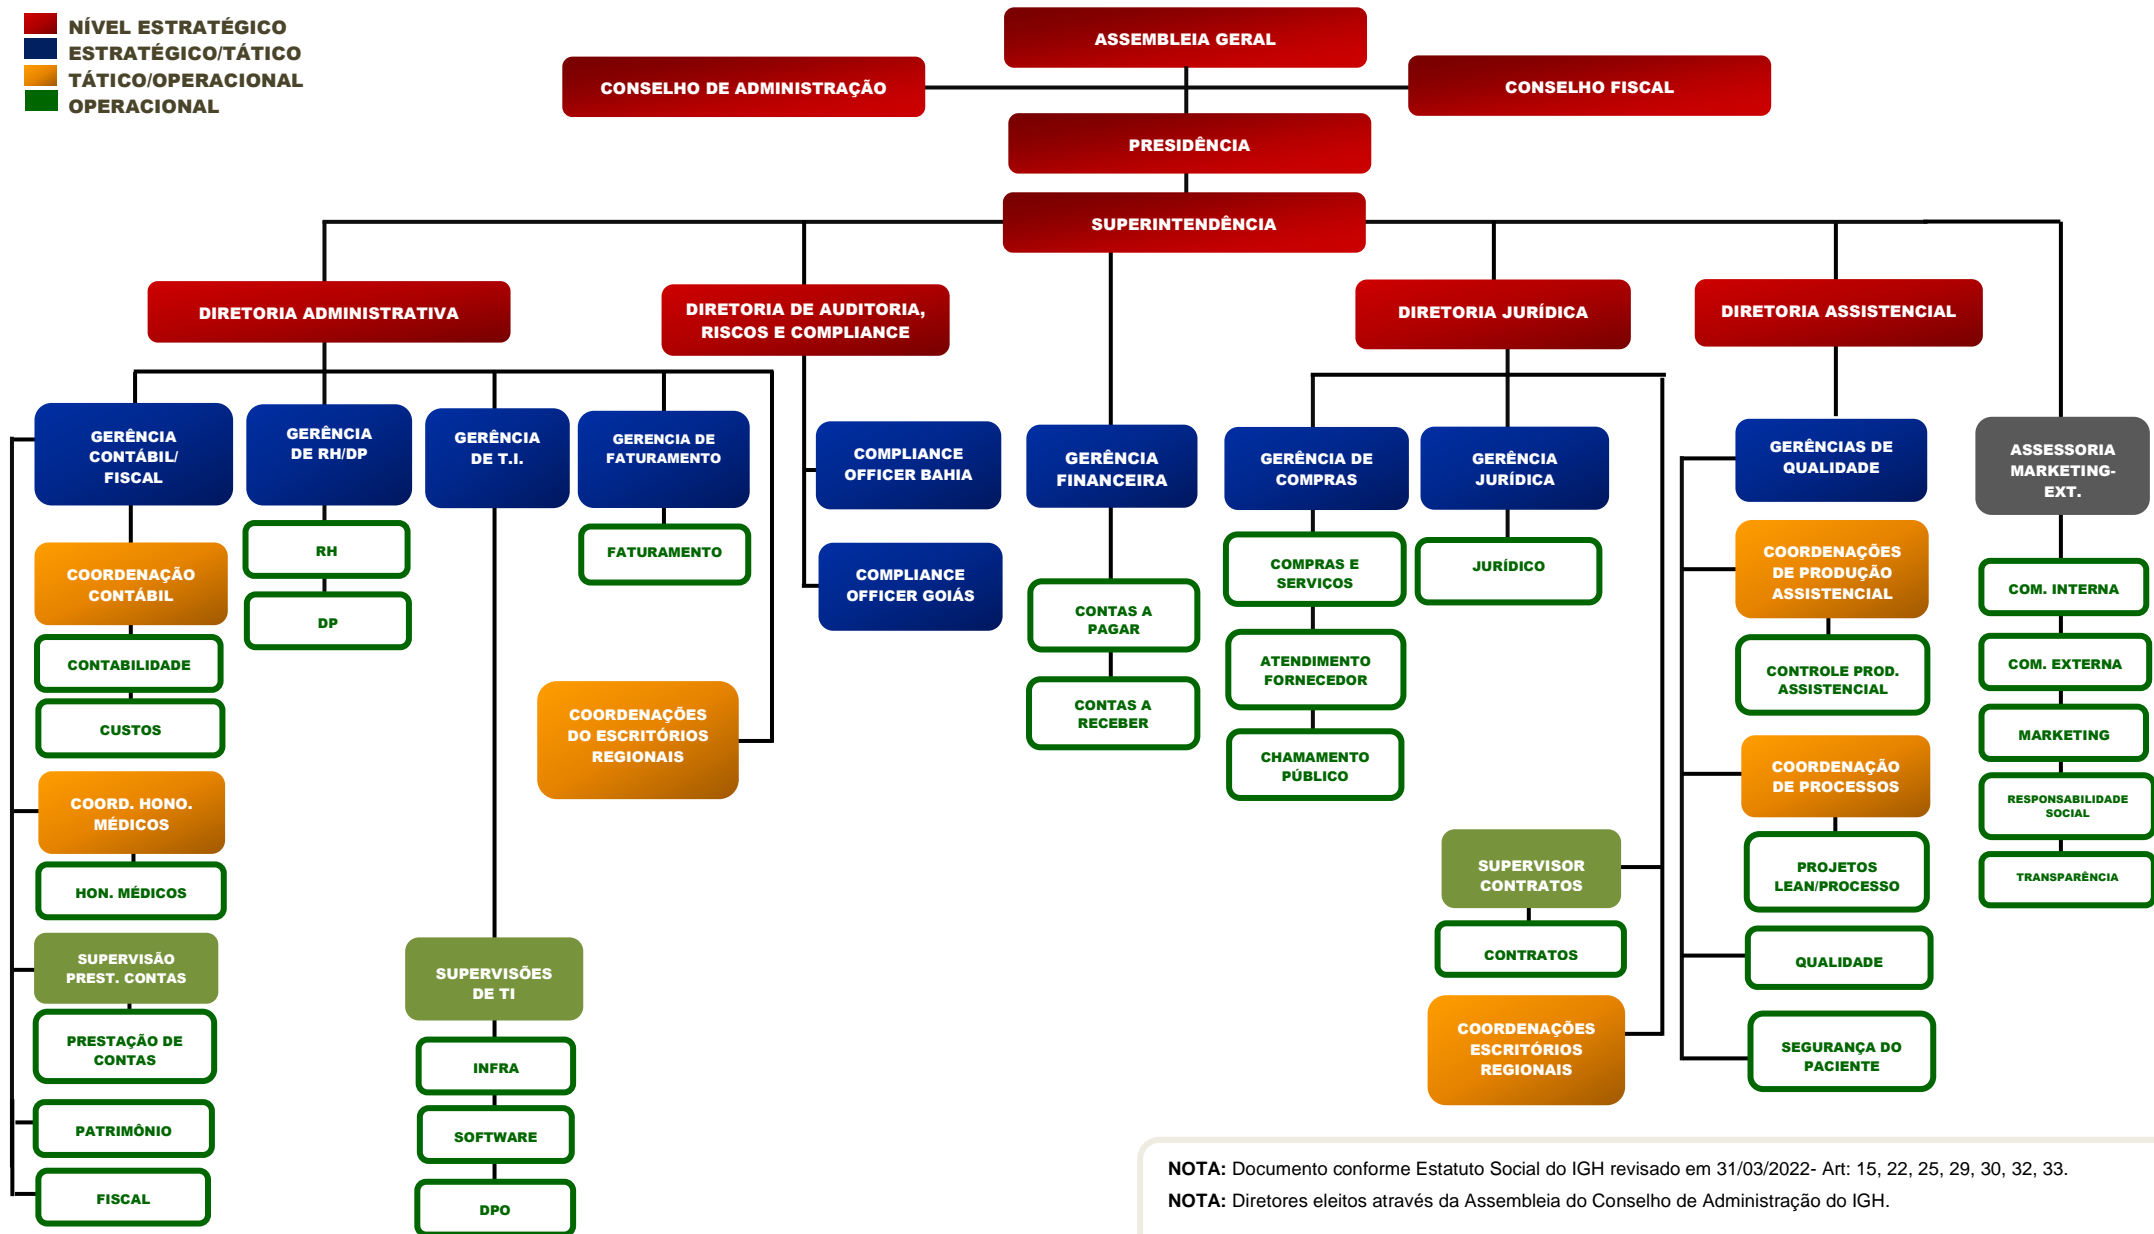 NÍVEL ESTRATÉGICO
ESTRATÉGICO/TÁTICO
TÁTICO/OPERACIONAL
OPERACIONAL
ASSEMBLEIA GERAL
CONSELHO DE ADMINISTRAÇÃO
CONSELHO FISCAL
PRESIDÊNCIA
SUPERINTENDÊNCIA
DIRETORIA ADMINISTRATIVA
DIRETORIA DE AUDITORIA,
RISCOS E COMPLIANCE
DIRETORIA JURÍDICA
DIRETORIA ASSISTENCIAL
GERÊNCIA
CONTÁBIL/
FISCAL
GERÊNCIA
DE RH/DP
GERÊNCIA
DE T.I.
GERENCIA DE
FATURAMENTO
COMPLIANCE
OFFICER BAHIA
GERÊNCIA
FINANCEIRA
GERÊNCIA DE
COMPRAS
GERÊNCIA
JURÍDICA
GERÊNCIAS DE
QUALIDADE
ASSESSORIA
MARKETING-
EXT.
COORDENAÇÃO
CONTÁBIL
RH
DP
FATURAMENTO
COMPLIANCE
OFFICER GOIÁS
CONTAS A
PAGAR
CONTAS A
RECEBER
COMPRAS E
SERVIÇOS
ATENDIMENTO
FORNECEDOR
CHAMAMENTO
PÚBLICO
JURÍDICO
COORDENAÇÕES
DE PRODUÇÃO
ASSISTENCIAL
CONTROLE PROD.
ASSISTENCIAL
COM. INTERNA
COM. EXTERNA
MARKETING
RESPONSABILIDADE
SOCIAL
TRANSPARÊNCIA
CONTABILIDADE
CUSTOS
COORDENAÇÕES
DO ESCRITÓRIOS
REGIONAIS
COORDENAÇÃO
DE PROCESSOS
PROJETOS
LEAN/PROCESSO
QUALIDADE
SEGURANÇA DO
PACIENTE
COORD. HONO.
MÉDICOS
HON. MÉDICOS
SUPERVISÃO
PREST. CONTAS
PRESTAÇÃO DE
CONTAS
PATRIMÔNIO
FISCAL
SUPERVISÕES
DE TI
INFRA
SOFTWARE
DPO
SUPERVISOR
CONTRATOS
CONTRATOS
COORDENAÇÕES
ESCRITÓRIOS
REGIONAIS
NOTA: Documento conforme Estatuto Social do IGH revisado em 31/03/2022- Art: 15, 22, 25, 29, 30, 32, 33.
NOTA: Diretores eleitos através da Assembleia do Conselho de Administração do IGH.